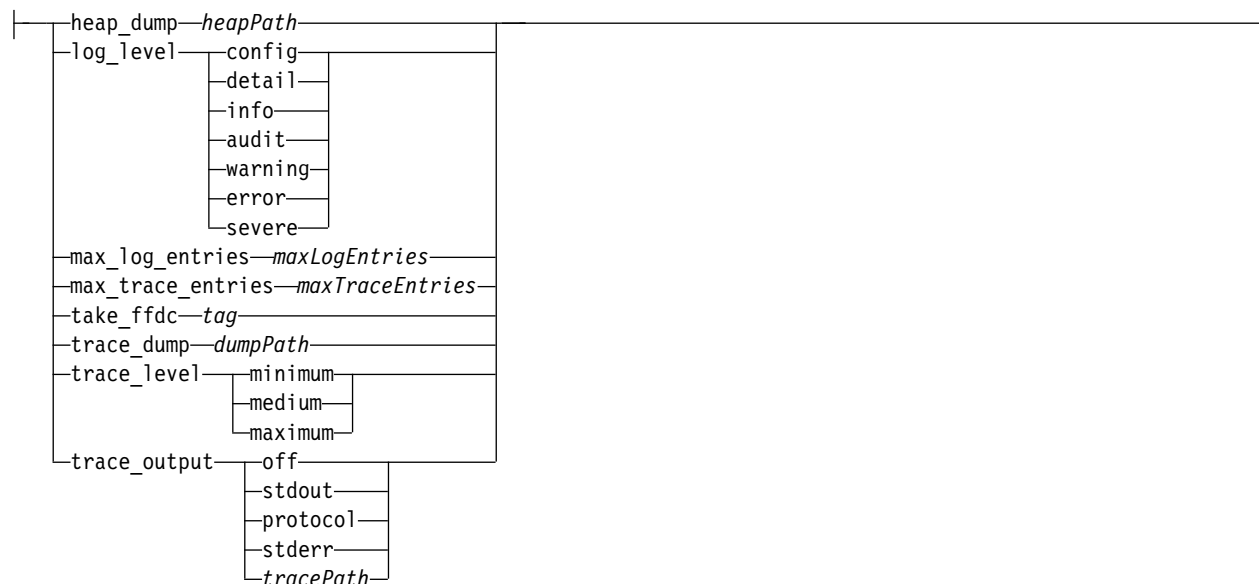 heap_dump heapPath
log_level config
detail
info
audit
warning
error
severe
max_log_entries maxLogEntries
max_trace_entries maxTraceEntries
take_ffdc tag
trace_dump dumpPath
trace_level minimum
medium
maximum
trace_output off
stdout
protocol
stderr
tracePath